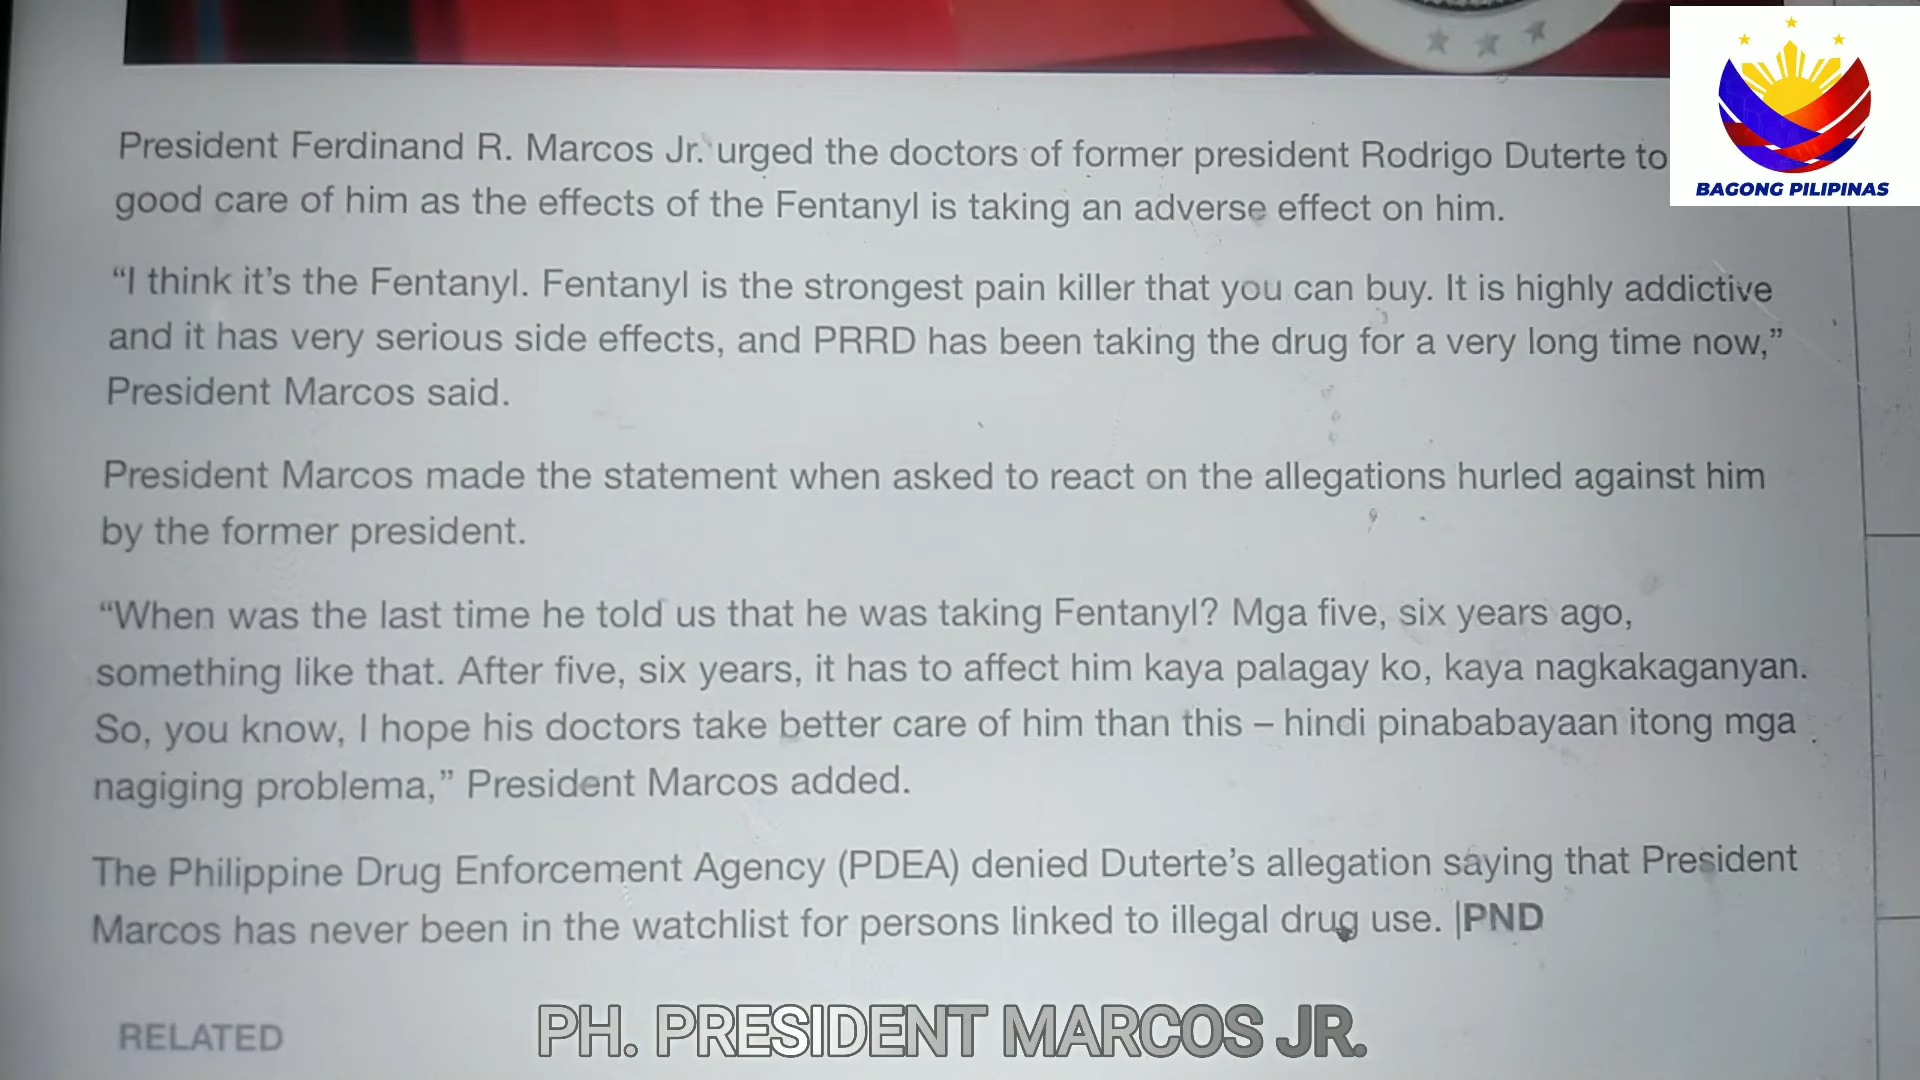 President Ferdinand R. Marcos Jr. urged the doctors of former president Rodrigo Duterte to
good care of him as the effects of the Fentanyl is taking an adverse effect on him.
“I think it’s the Fentanyl. Fentanyl is the strongest pain killer that you can buy. It is highly addictive
and it has very serious side effects, and PRRD has been taking the drug for a very long time now,”
President Marcos said.
President Marcos made the statement when asked to react on the allegations hurled against him
by the former president.
“When was the last time he told us that he was taking Fentanyl? Mga five, six years ago,
something like that. After five, six years, it has to affect him kaya palagay ko, kaya nagkakaganyan.
So, you know, I hope his doctors take better care of him than this – hindi pinababayaan itong mga
nagiging problema,” President Marcos added.
The Philippine Drug Enforcement Agency (PDEA) denied Duterte’s allegation saying that President
Marcos has never been in the watchlist for persons linked to illegal drug use. |PND
RELATED
PH. PRESIDENT MARCOS JR.
BAGONG PILIPINAS